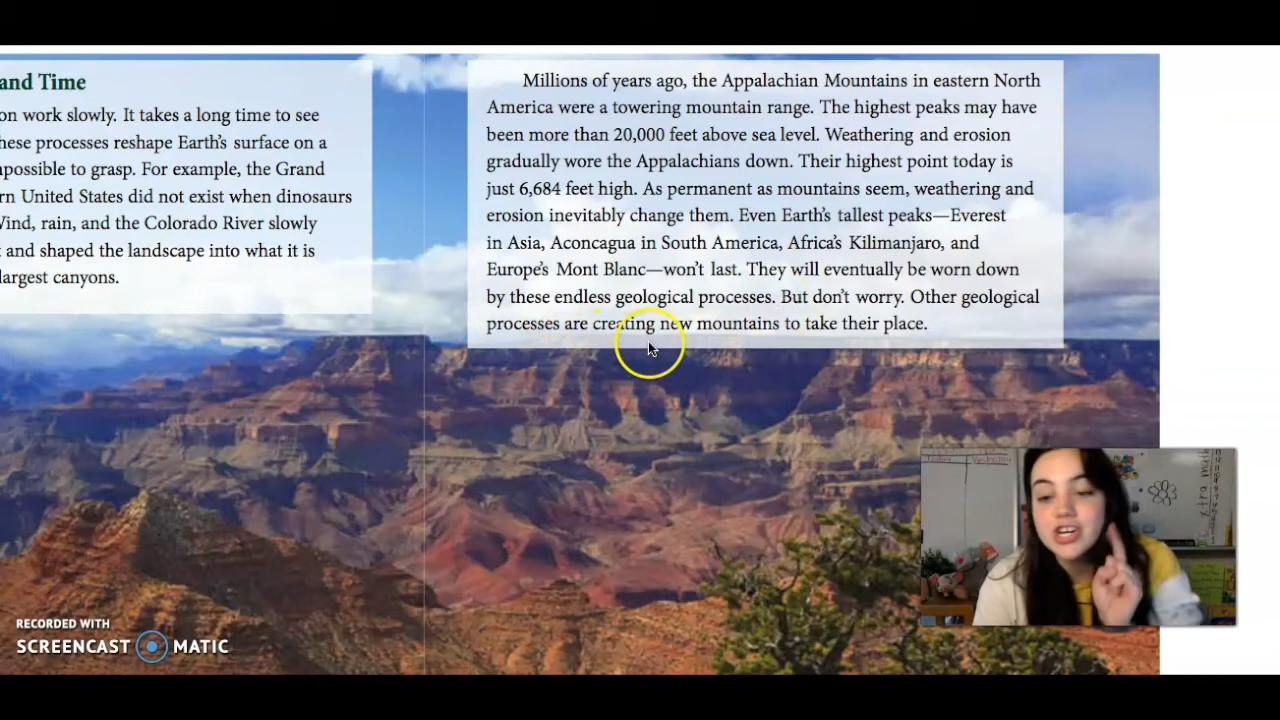 and Time
on work slowly. It takes a long time to see
hese processes reshape Earth's surface on a
mpossible to grasp. For example, the Grand
rn United States did not exist when dinosaurs
Wind, rain, and the Colorado River slowly
t and shaped the landscape into what it is
largest canyons.
Millions of years ago, the Appalachian Mountains in eastern North
America were a towering mountain range. The highest peaks may have
been more than 20,000 feet above sea level. Weathering and erosion
gradually wore the Appalachians down. Their highest point today is
just 6,684 feet high. As permanent as mountains seem, weathering and
erosion inevitably change them. Even Earth's tallest peaks—Everest
in Asia, Aconcagua in South America, Africa's Kilimanjaro, and
Europe's Mont Blanc—won't last. They will eventually be worn down
by these endless geological processes. But don't worry. Other geological
processes are creating new mountains to take their place.
xtra math
RECORDED WITH
SCREENCAST MATIC